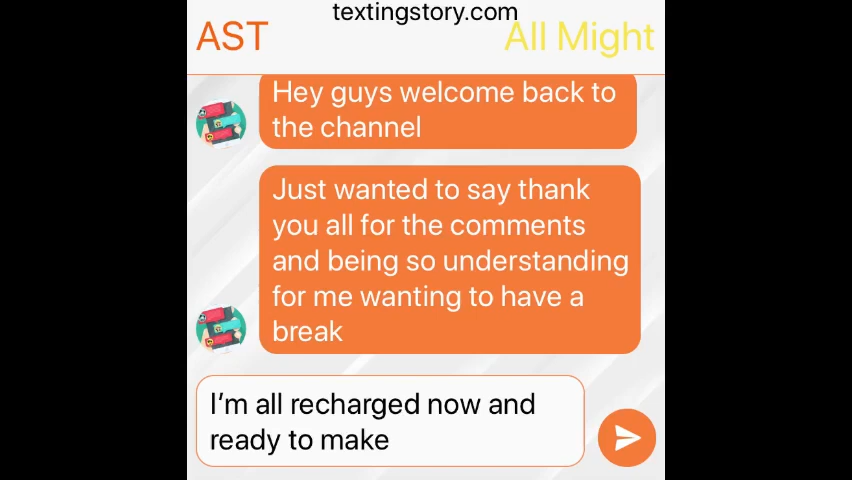 textingstory.com
AST
All Might
Hey guys welcome back to
the channel
Just wanted to say thank
you all for the comments
and being so understanding
for me wanting to have a
break
I’m all recharged now and
ready to make